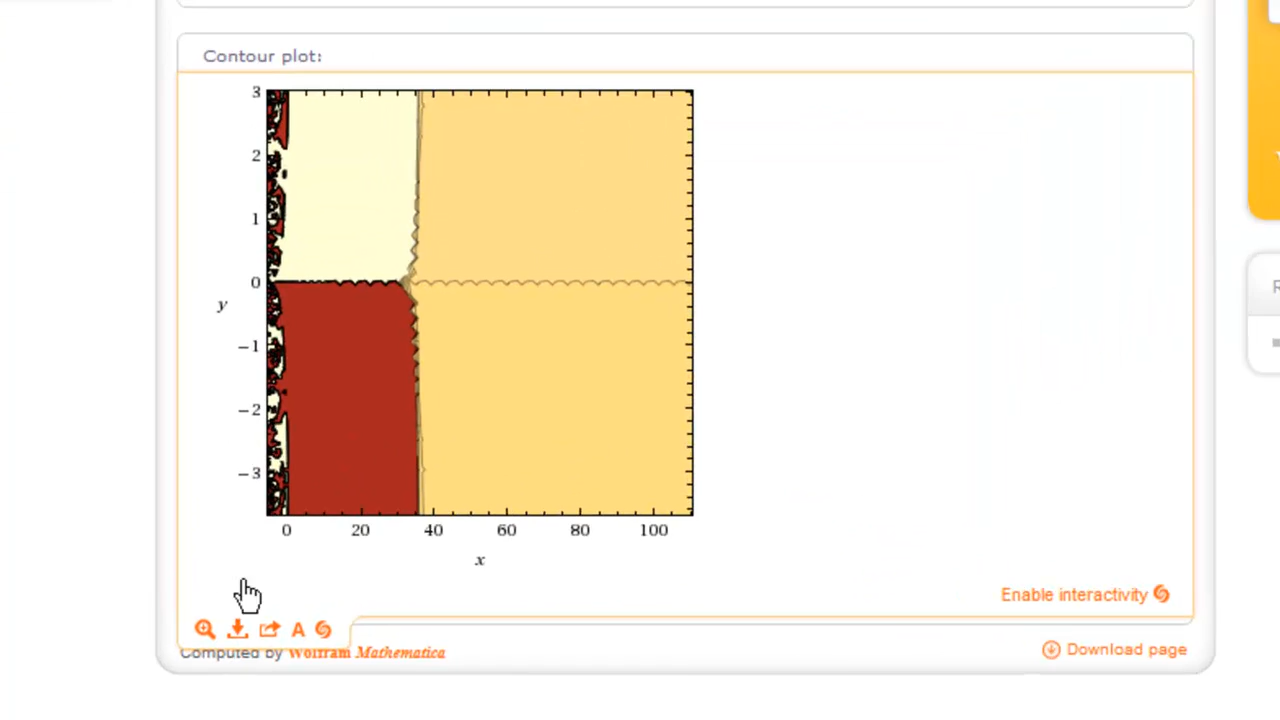 Contour plot:
3
2
1
0
−1
−2
−3
y
0 20 40 60 80 100
x
Enable interactivity
A
Computed by Wolfram Mathematica
Download page